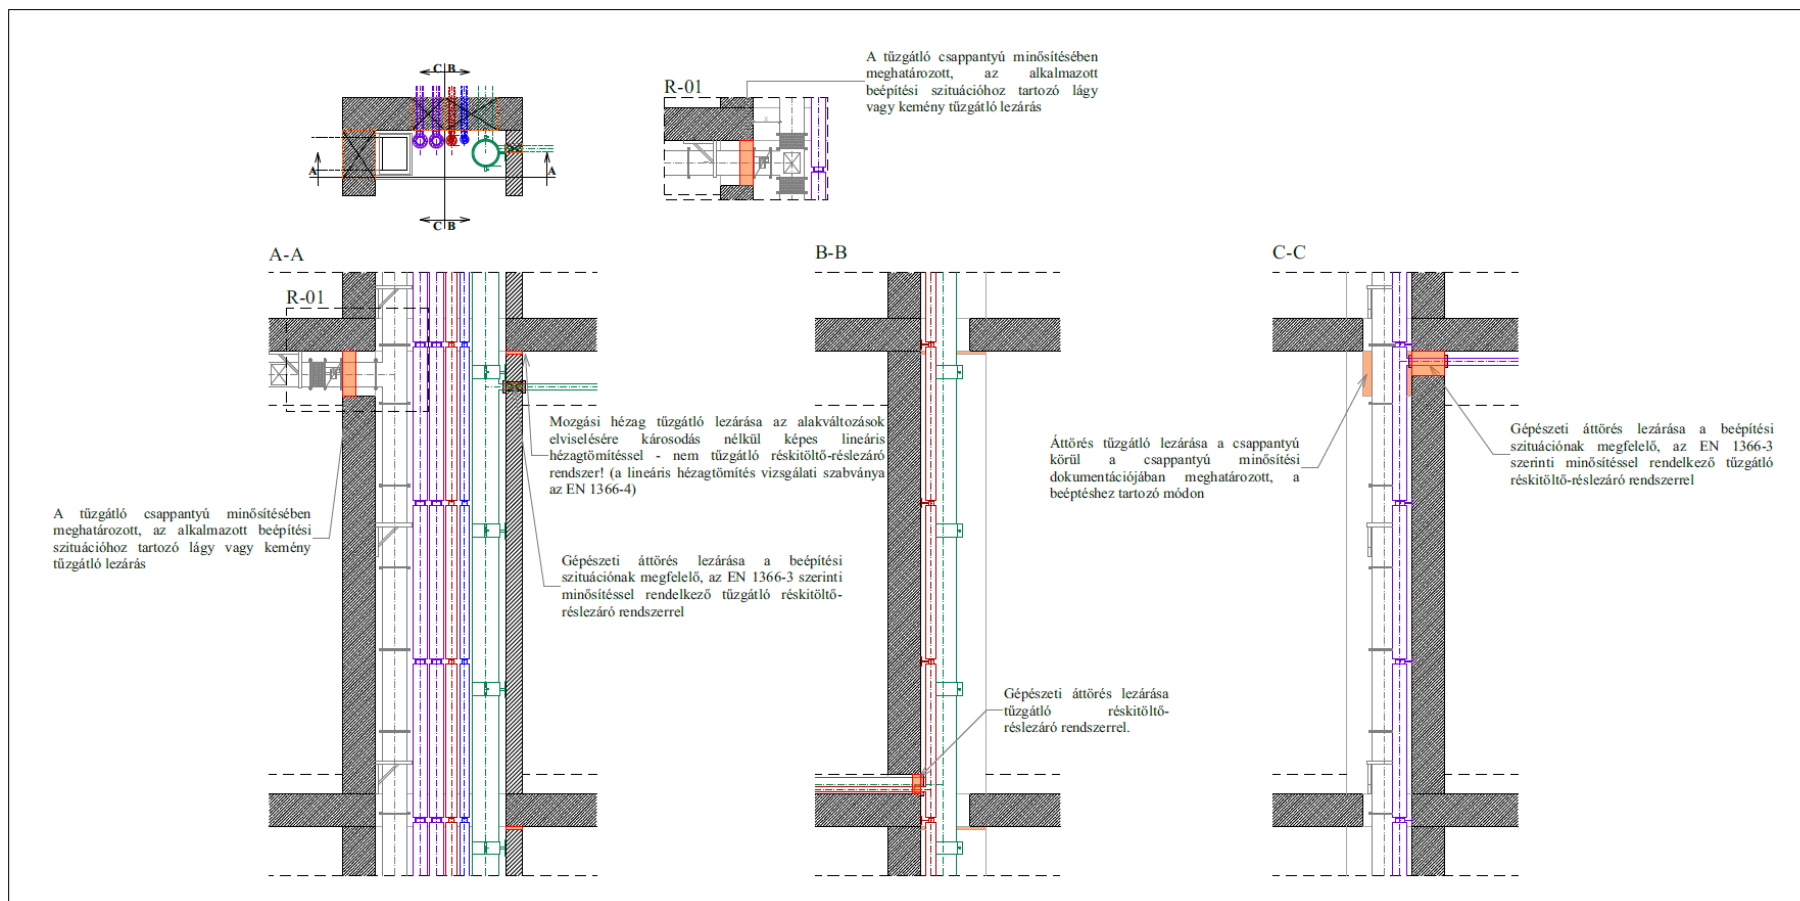 C B
A
A
C B
R-01
A tűzgátló csappantyú minősítésében
meghatározott, az alkalmazott
beépítési szituációhoz tartozó lágy
vagy kemény tűzgátló lezárás
A-A
R-01
B-B
C-C
Mozgási hézag tűzgátló lezárása az alakváltozások
elviselésére károsodás nélkül képes lineáris
hézagtömítéssel - nem tűzgátló réskitöltő-réslezáró
rendszer! (a lineáris hézagtömítés vizsgálati szabványa
az EN 1366-4)
A tűzgátló csappantyú minősítésében
meghatározott, az alkalmazott beépítési
szituációhoz tartozó lágy vagy kemény
tűzgátló lezárás
Gépészeti áttörés lezárása a beépítési
szituációnak megfelelő, az EN 1366-3 szerinti
minősítéssel rendelkező tűzgátló réskitöltő-
réslezáró rendszerrel
Gépészeti áttörés lezárása
tűzgátló réskitöltő-
réslezáró rendszerrel.
Áttörés tűzgátló lezárása a csappantyú
körül a csappantyú minősítési
dokumentációjában meghatározott, a
beéptéshez tartozó módon
Gépészeti áttörés lezárása a beépítési
szituációnak megfelelő, az EN 1366-3
szerinti minősítéssel rendelkező tűzgátló
réskitöltő-réslezáró rendszerrel